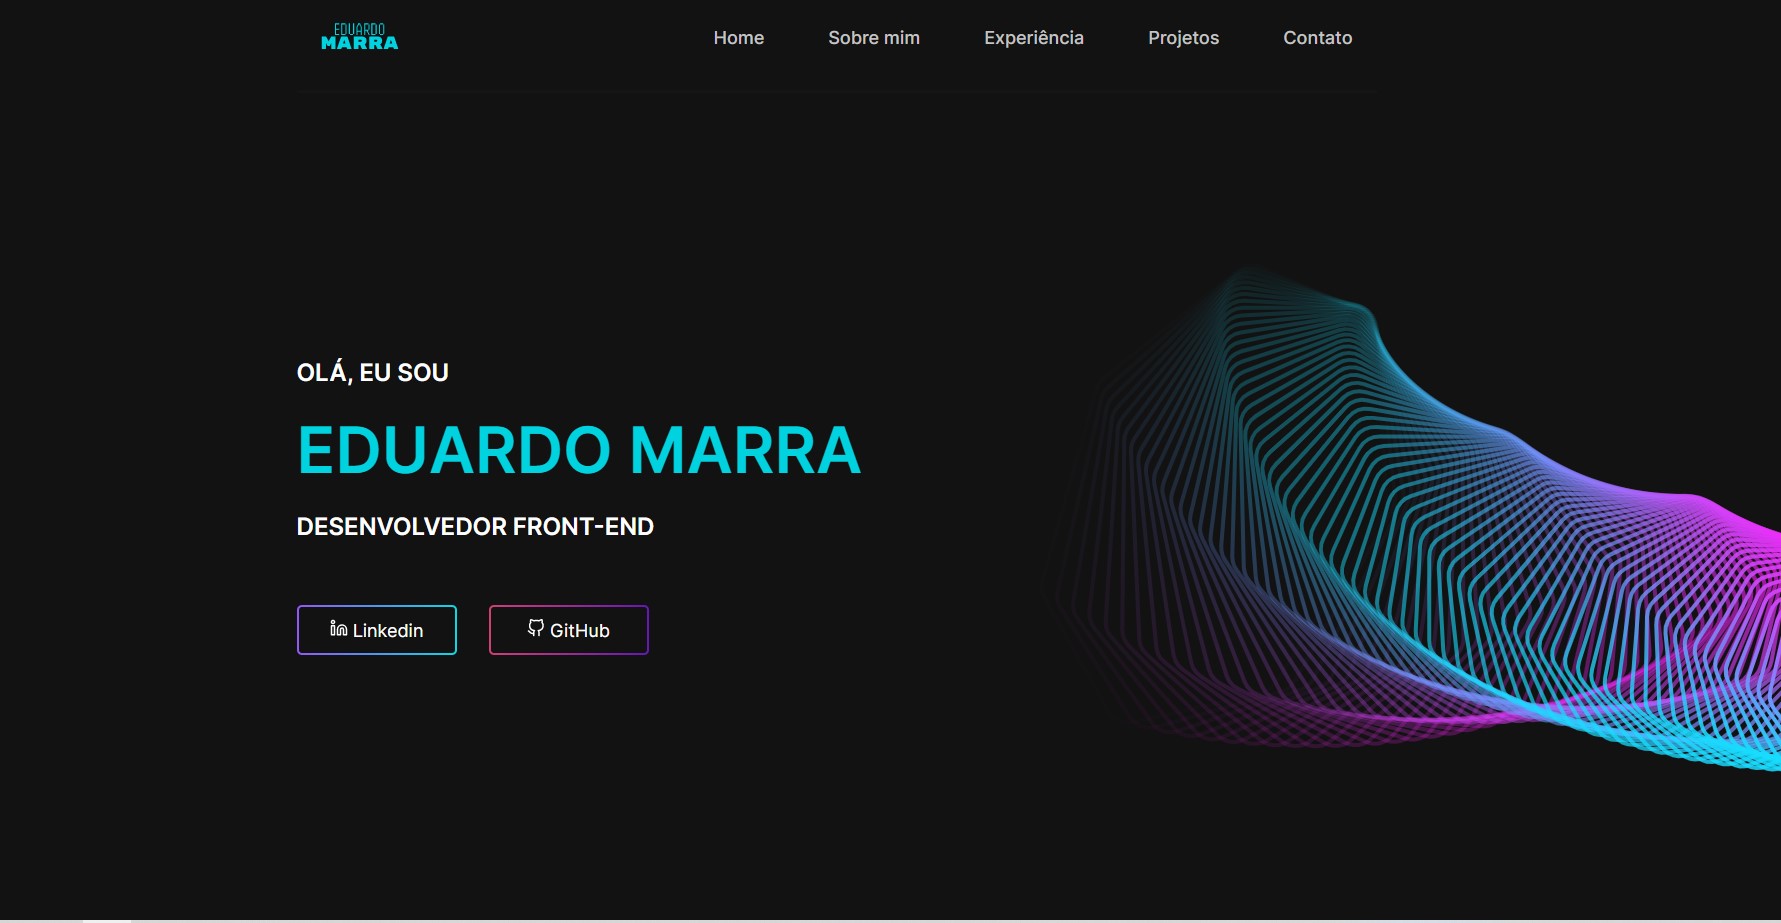 EDUARDO
MARRA
Home Sobre mim Experiência Projetos Contato
OLÁ, EU SOU
EDUARDO MARRA
DESENVOLVEDOR FRONT-END
Linkedin GitHub